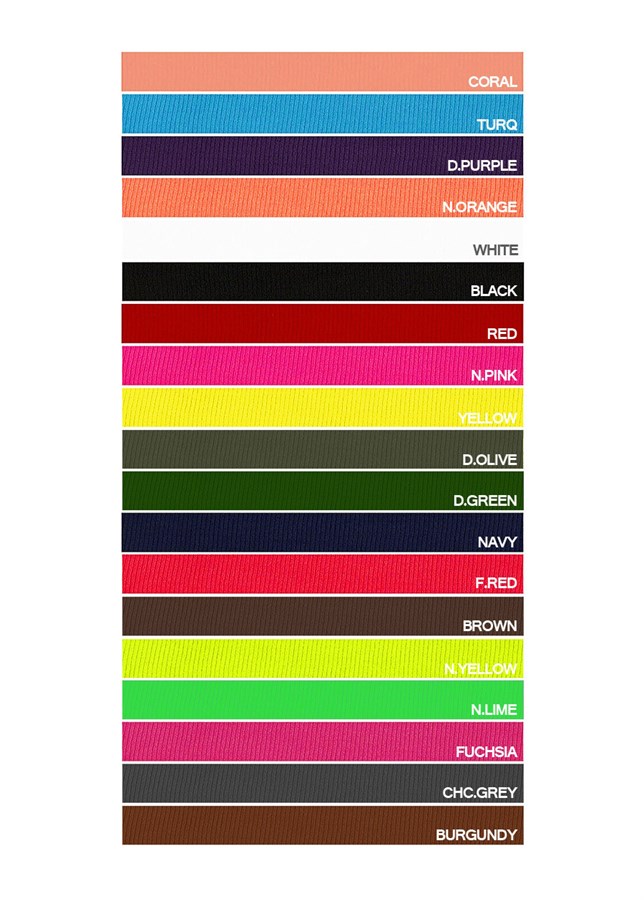 CORAL
TURQ
D.PURPLE
N.ORANGE
WHITE
BLACK
RED
N.PINK
YELLOW
D.OLIVE
D.GREEN
NAVY
F.RED
BROWN
N.YELLOW
N.LIME
FUCHSIA
CHC.GREY
BURGUNDY